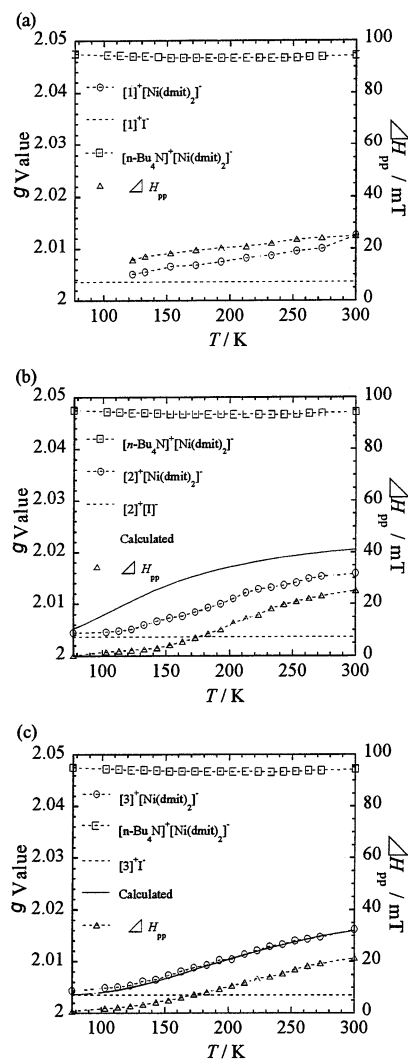 (a)
2.05
100
[1]⁺[Ni(dmit)₂]⁻
[1]⁺I⁻
[n-Bu₄N]⁺[Ni(dmit)₂]⁻
△H pp
2.04
80
2.03
60
2.02
40
2.01
20
2
0
g Value
△H pp / mT
100 150 200 250 300
T / K
(b)
2.05
100
[n-Bu₄N]⁺[Ni(dmit)₂]⁻
[2]⁺[Ni(dmit)₂]⁻
[2]⁺[I]⁻
Calculated
△H pp
2.04
80
2.03
60
2.02
40
2.01
20
2
0
g Value
△H pp / mT
100 150 200 250 300
T / K
(c)
2.05
100
[3]⁺[Ni(dmit)₂]⁻
[n-Bu₄N]⁺[Ni(dmit)₂]⁻
[3]⁺I⁻
Calculated
△H pp
2.04
80
2.03
60
2.02
40
2.01
20
2
0
g Value
△H pp / mT
100 150 200 250 300
T / K